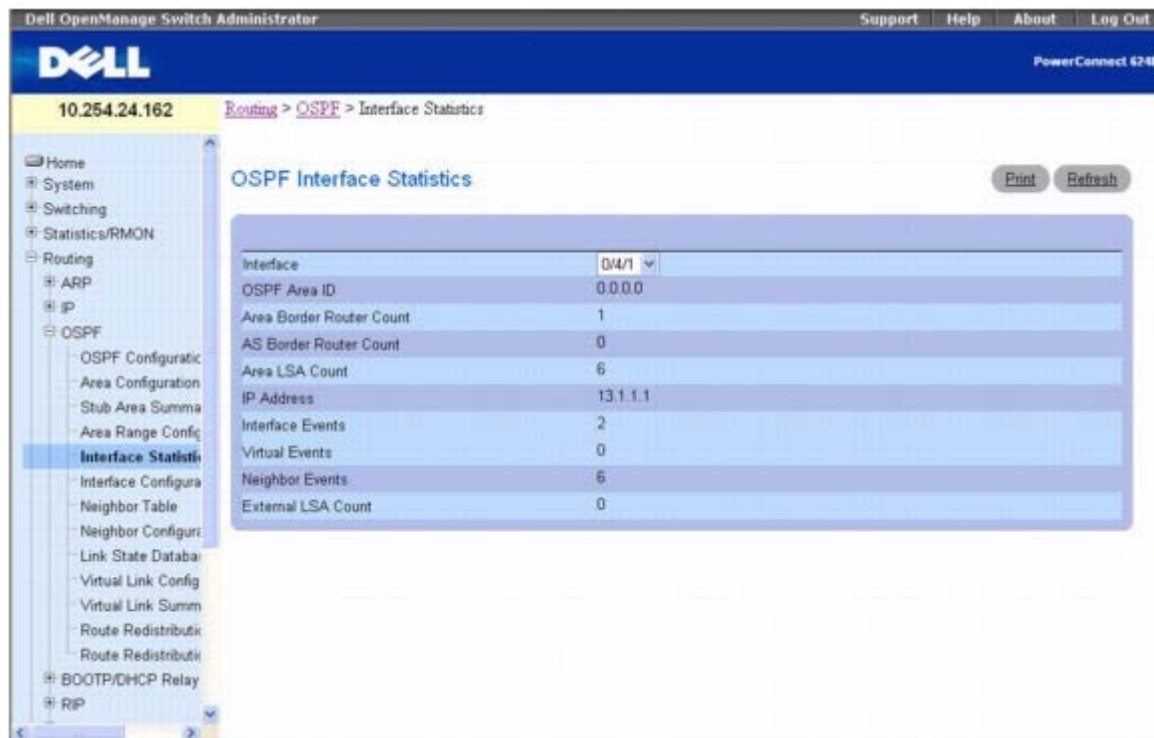 Dell OpenManage Switch Administrator
Support Help About Log Out
DELL
PowerConnect 6248
10.254.24.162
Routing > OSPF > Interface Statistics
Home
System
Switching
Statistics/RMON
Routing
ARP
IP
OSPF
OSPF Configuratic
Area Configuration
Stub Area Summa
Area Range Config
Interface Statisti
Interface Configura
Neighbor Table
Neighbor Configura
Link State Databa
Virtual Link Config
Virtual Link Summ
Route Redistributi
Route Redistributi
BOOTP/DHCP Relay
RIP
OSPF Interface Statistics
Print Refresh
Interface 0/4/1
OSPF Area ID 0.0.0.0
Area Border Router Count 1
AS Border Router Count 0
Area LSA Count 6
IP Address 13.1.1.1
Interface Events 2
Virtual Events 0
Neighbor Events 6
External LSA Count 0